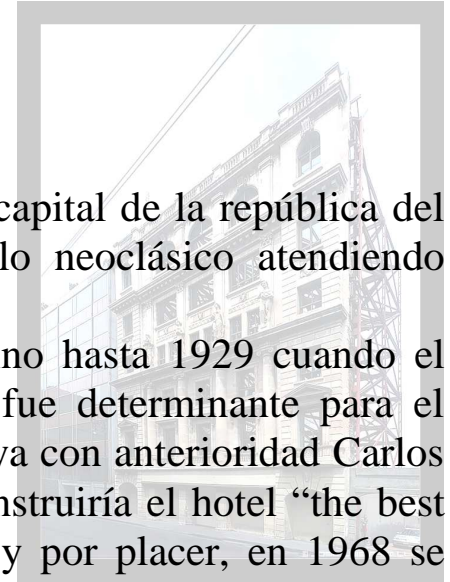 capital de la república del
lo neoclásico atendiendo
no hasta 1929 cuando el
fue determinante para el
ya con anterioridad Carlos
nstruiría el hotel “the best
y por placer, en 1968 se